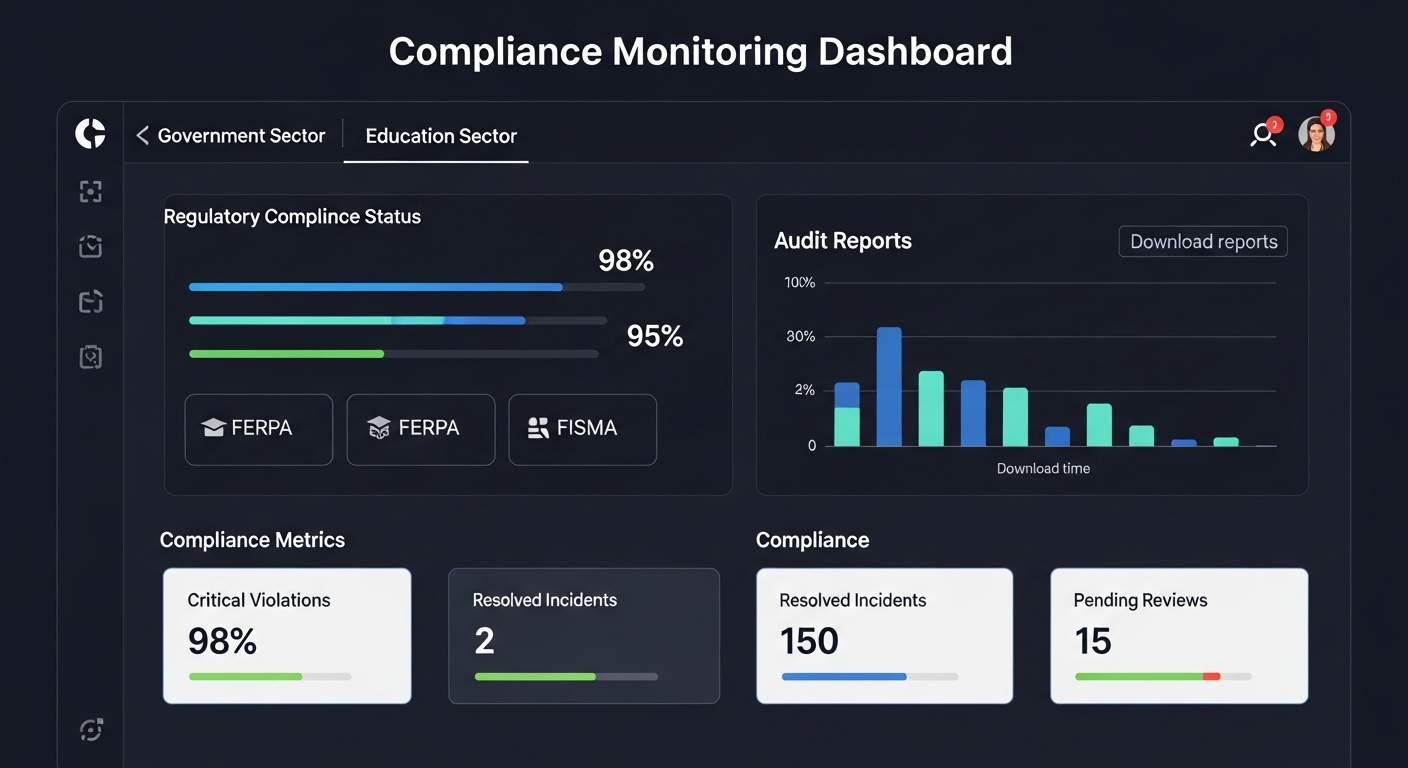 Compliance Monitoring Dashboard
Government Sector
Education Sector
Regulatory Complince Status
98%
95%
FERPA
FERPA
FISMA
Audit Reports
Download reports
100%
30%
2%
0
Download time
Compliance Metrics
Critical Violations
98%
Resolved Incidents
2
Compliance
Resolved Incidents
150
Pending Reviews
15